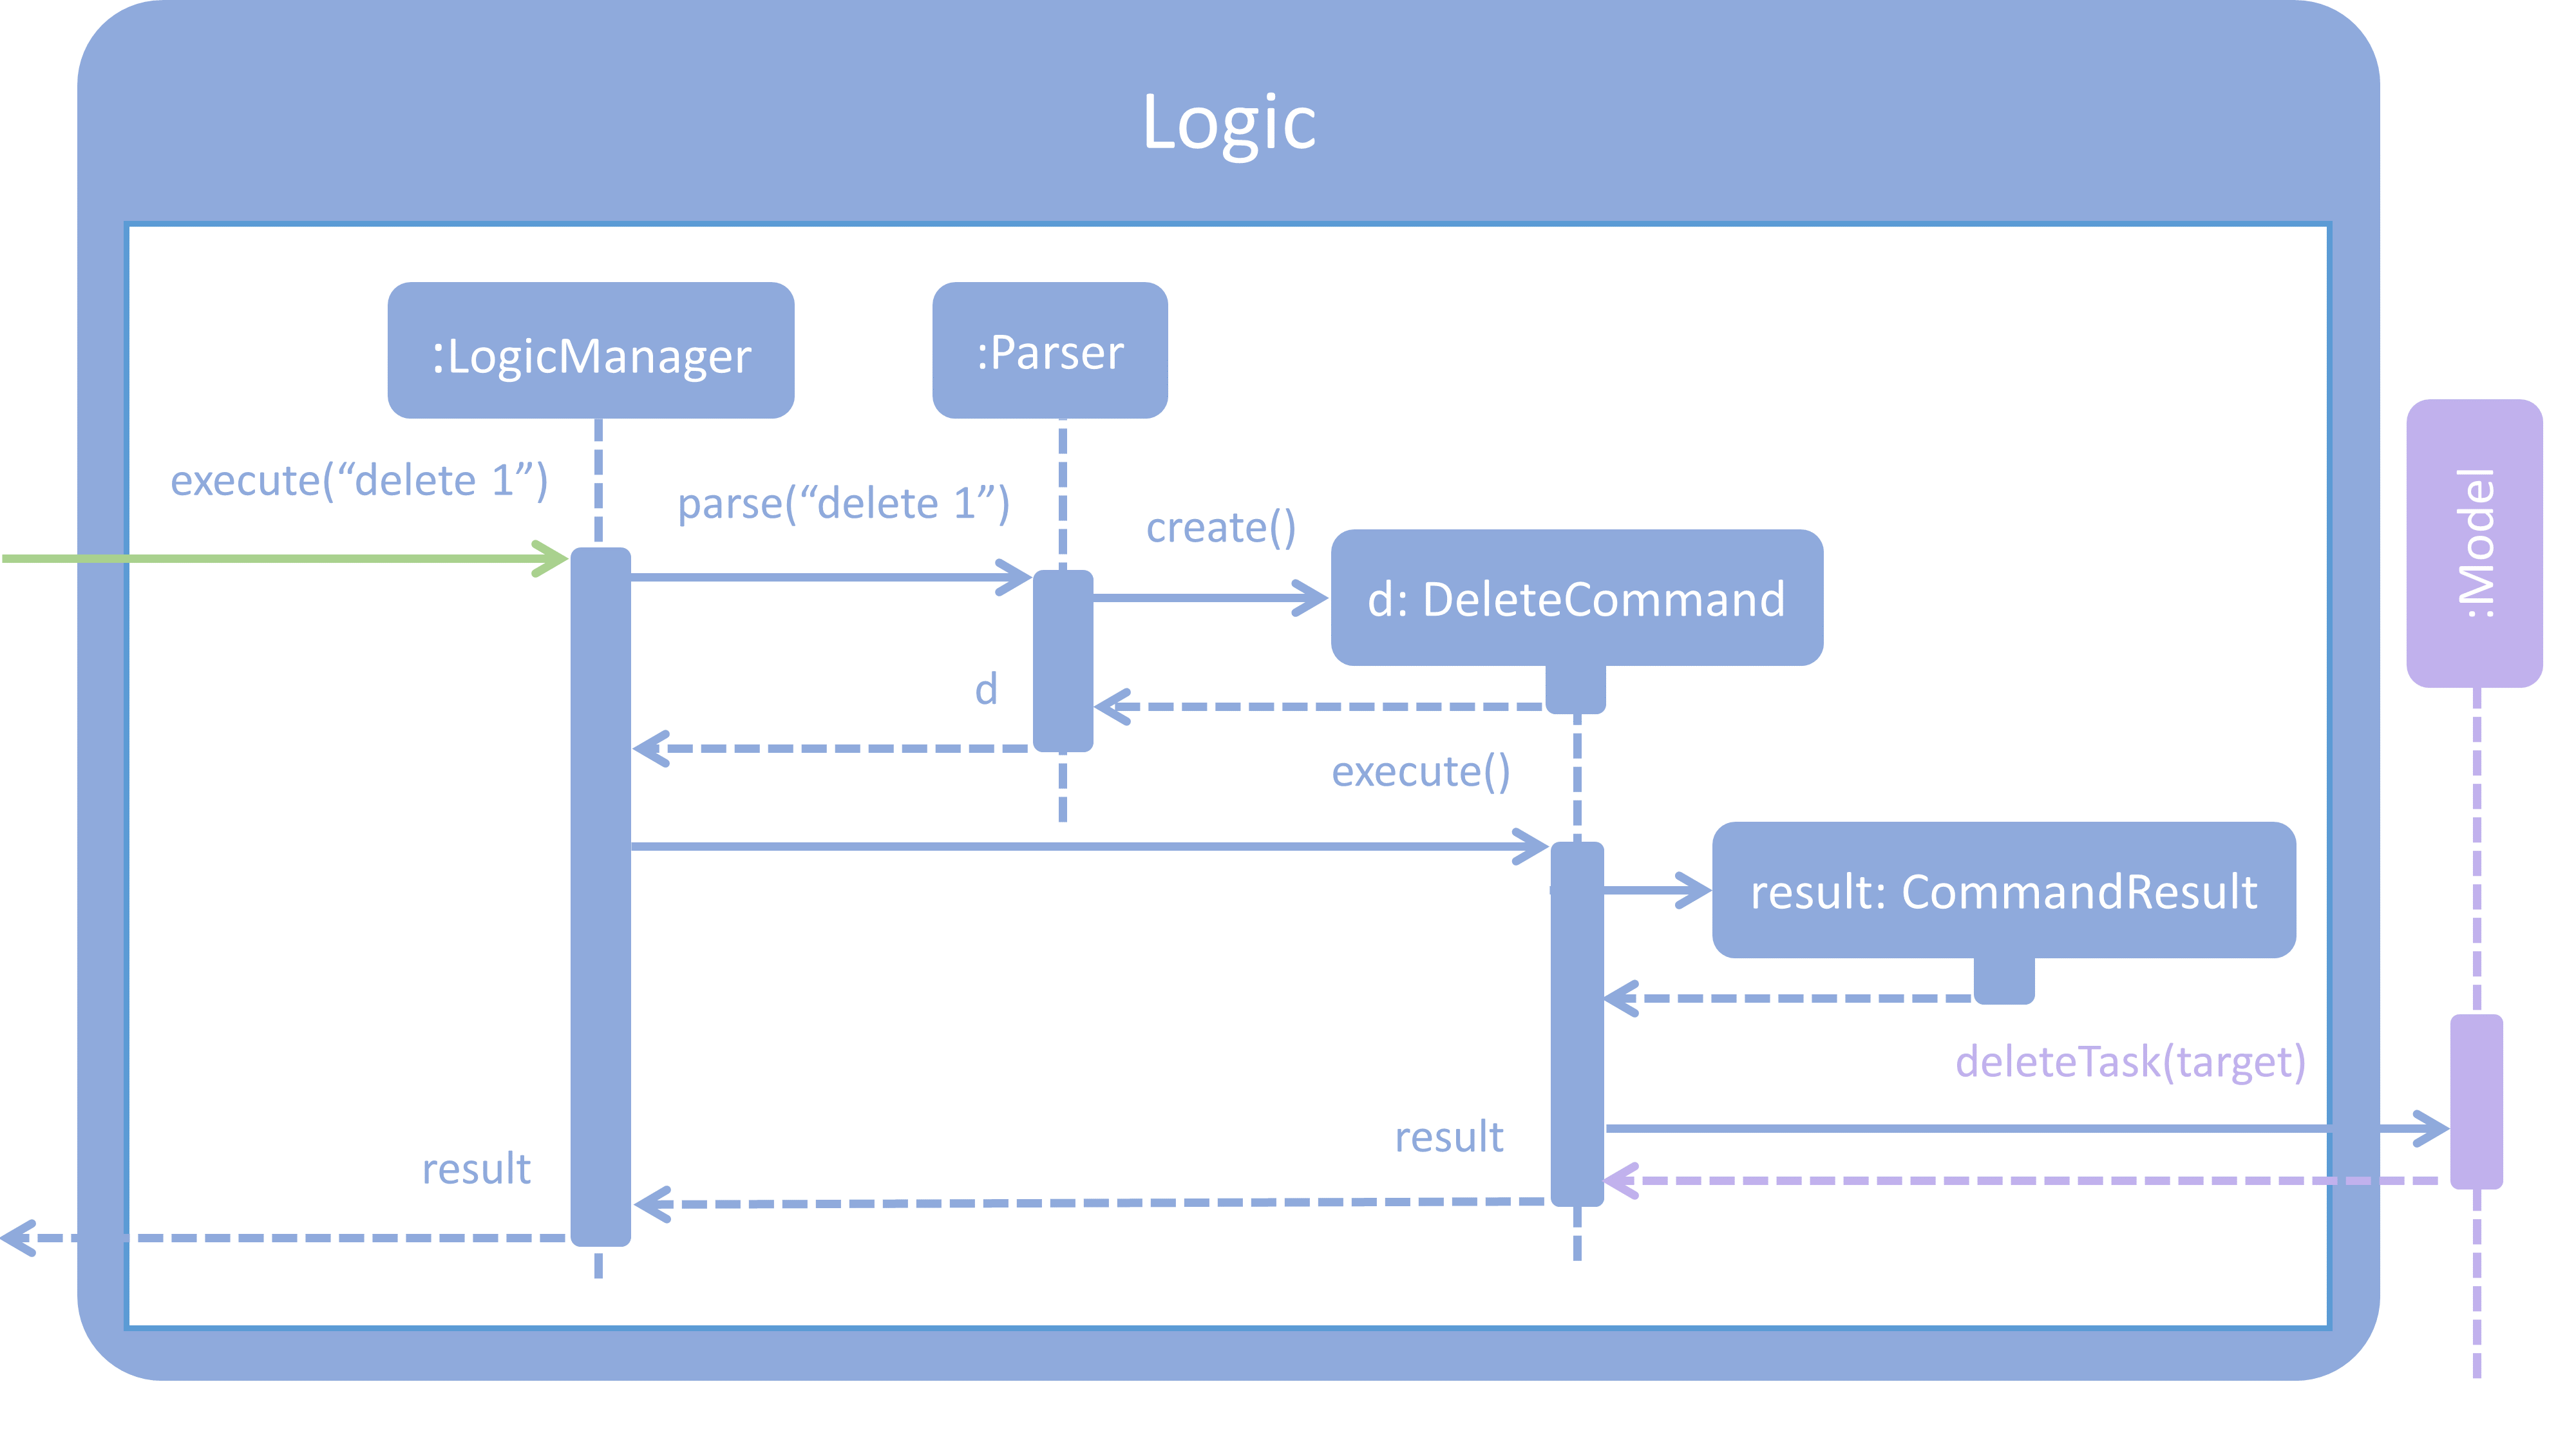 Logic
:LogicManager
:Parser
execute(“delete 1”)
parse(“delete 1”)
create()
d: DeleteCommand
:Model
d
execute()
result: CommandResult
deleteTask(target)
result
result